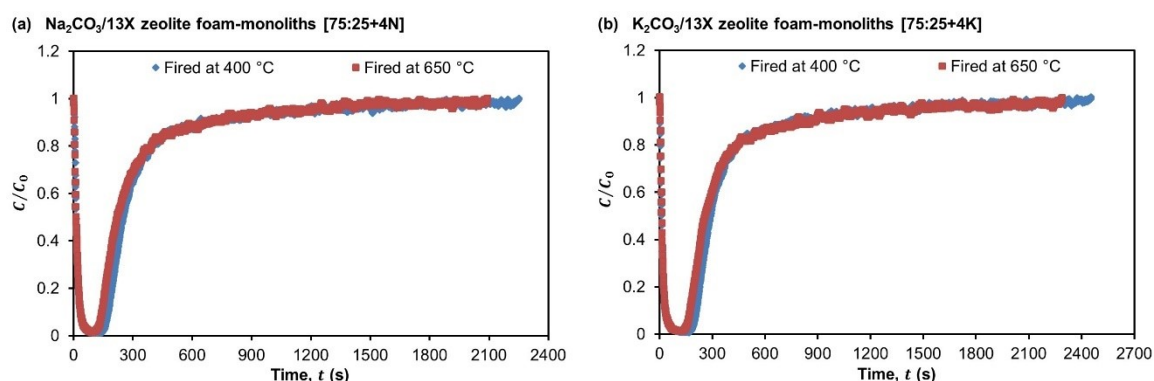 (a) Na₂CO₃/13X zeolite foam-monoliths [75:25+4N]
1.2
1
0.8
0.6
0.4
0.2
0
C/C₀
Fired at 400 °C
Fired at 650 °C
0 300 600 900 1200 1500 1800 2100 2400
Time, t (s)
(b) K₂CO₃/13X zeolite foam-monoliths [75:25+4K]
1.2
1
0.8
0.6
0.4
0.2
0
C/C₀
Fired at 400 °C
Fired at 650 °C
0 300 600 900 1200 1500 1800 2100 2400 2700
Time, t (s)